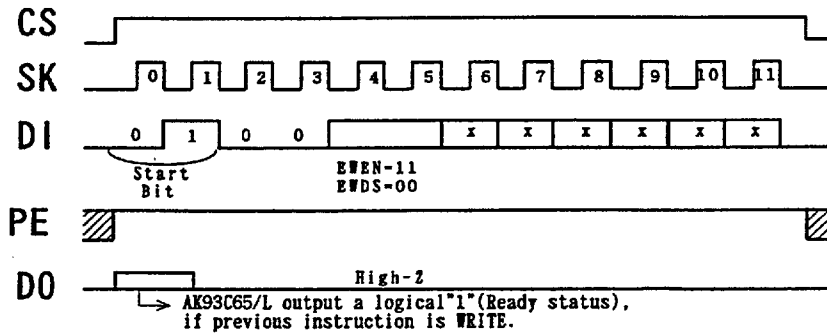 CS
SK 0 1 2 3 4 5 6 7 8 9 10 11
DI 0 1 0 0 x x x x x x
Start
Bit
EWEN-11
EWDS=00
PE
DO High-Z
AK93C65/L output a logical"1"(Ready status),
if previous instruction is WRITE.